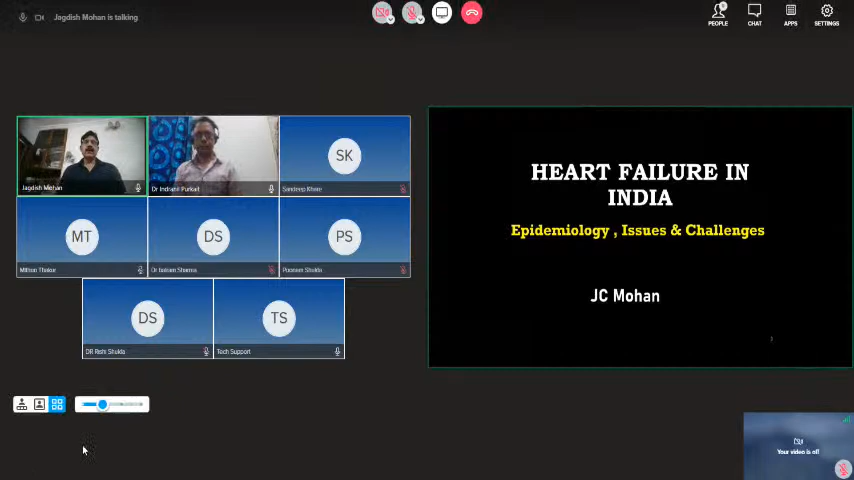 Jagdish Mohan is talking
PEOPLE
CHAT
APPS
SETTINGS
Jagdish Mohan
Dr Indranil Purkait
SK
Sandeep Khare
MT
Mithun Thakur
DS
Dr Sharma
PS
Poonam Shukla
DS
DR Rishi Shukla
TS
Tech Support
HEART FAILURE IN
INDIA
Epidemiology , Issues & Challenges
JC Mohan
Your video is off